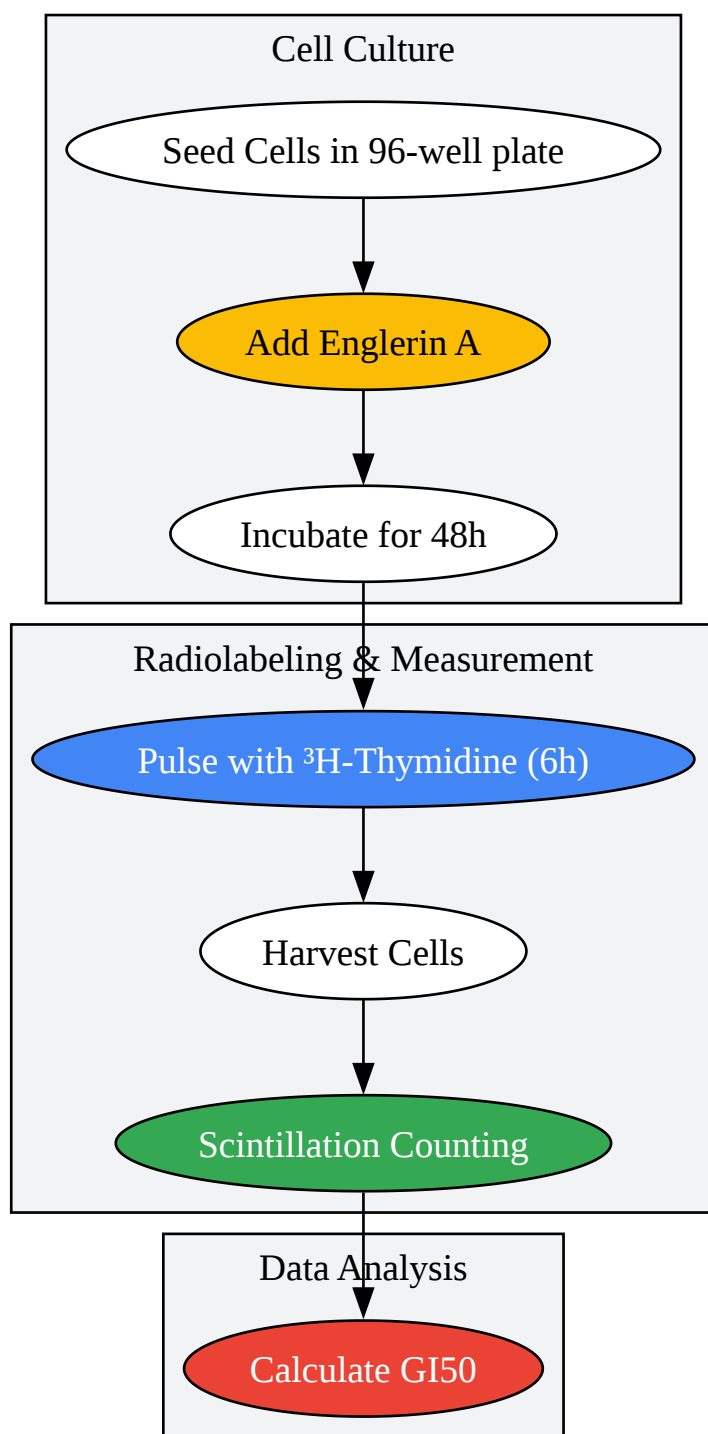 Cell Culture
Seed Cells in 96-well plate
Add Englerin A
Incubate for 48h
Radiolabeling & Measurement
Pulse with ³H-Thymidine (6h)
Harvest Cells
Scintillation Counting
Data Analysis
Calculate GI50